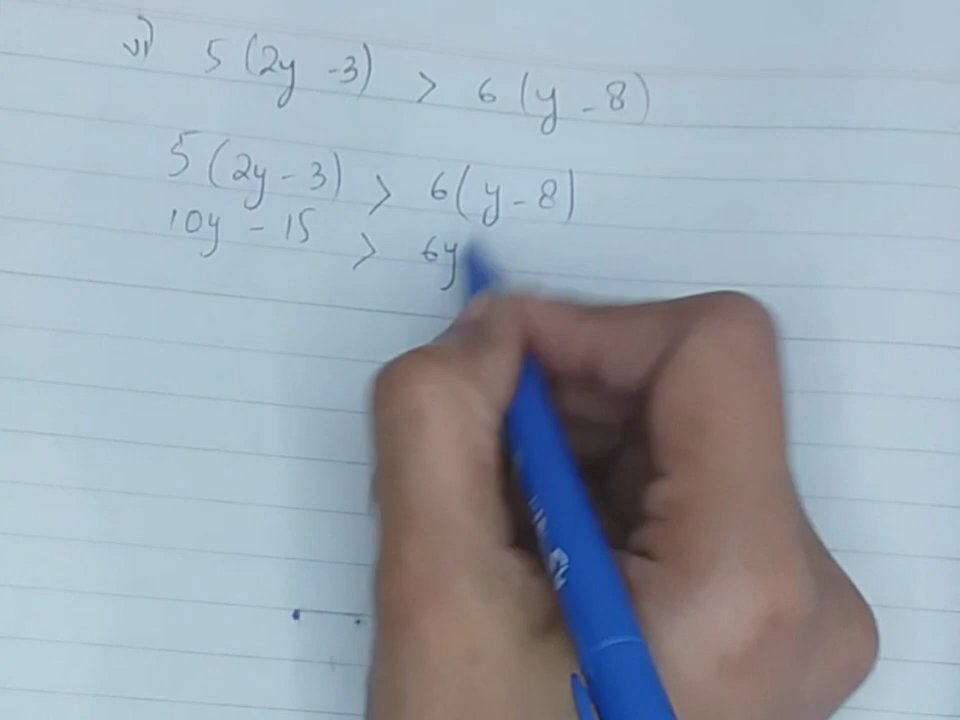 vi) 5 (2y - 3) > 6 (y - 8)
5 (2y - 3) > 6 (y - 8)
10y - 15 > 6y